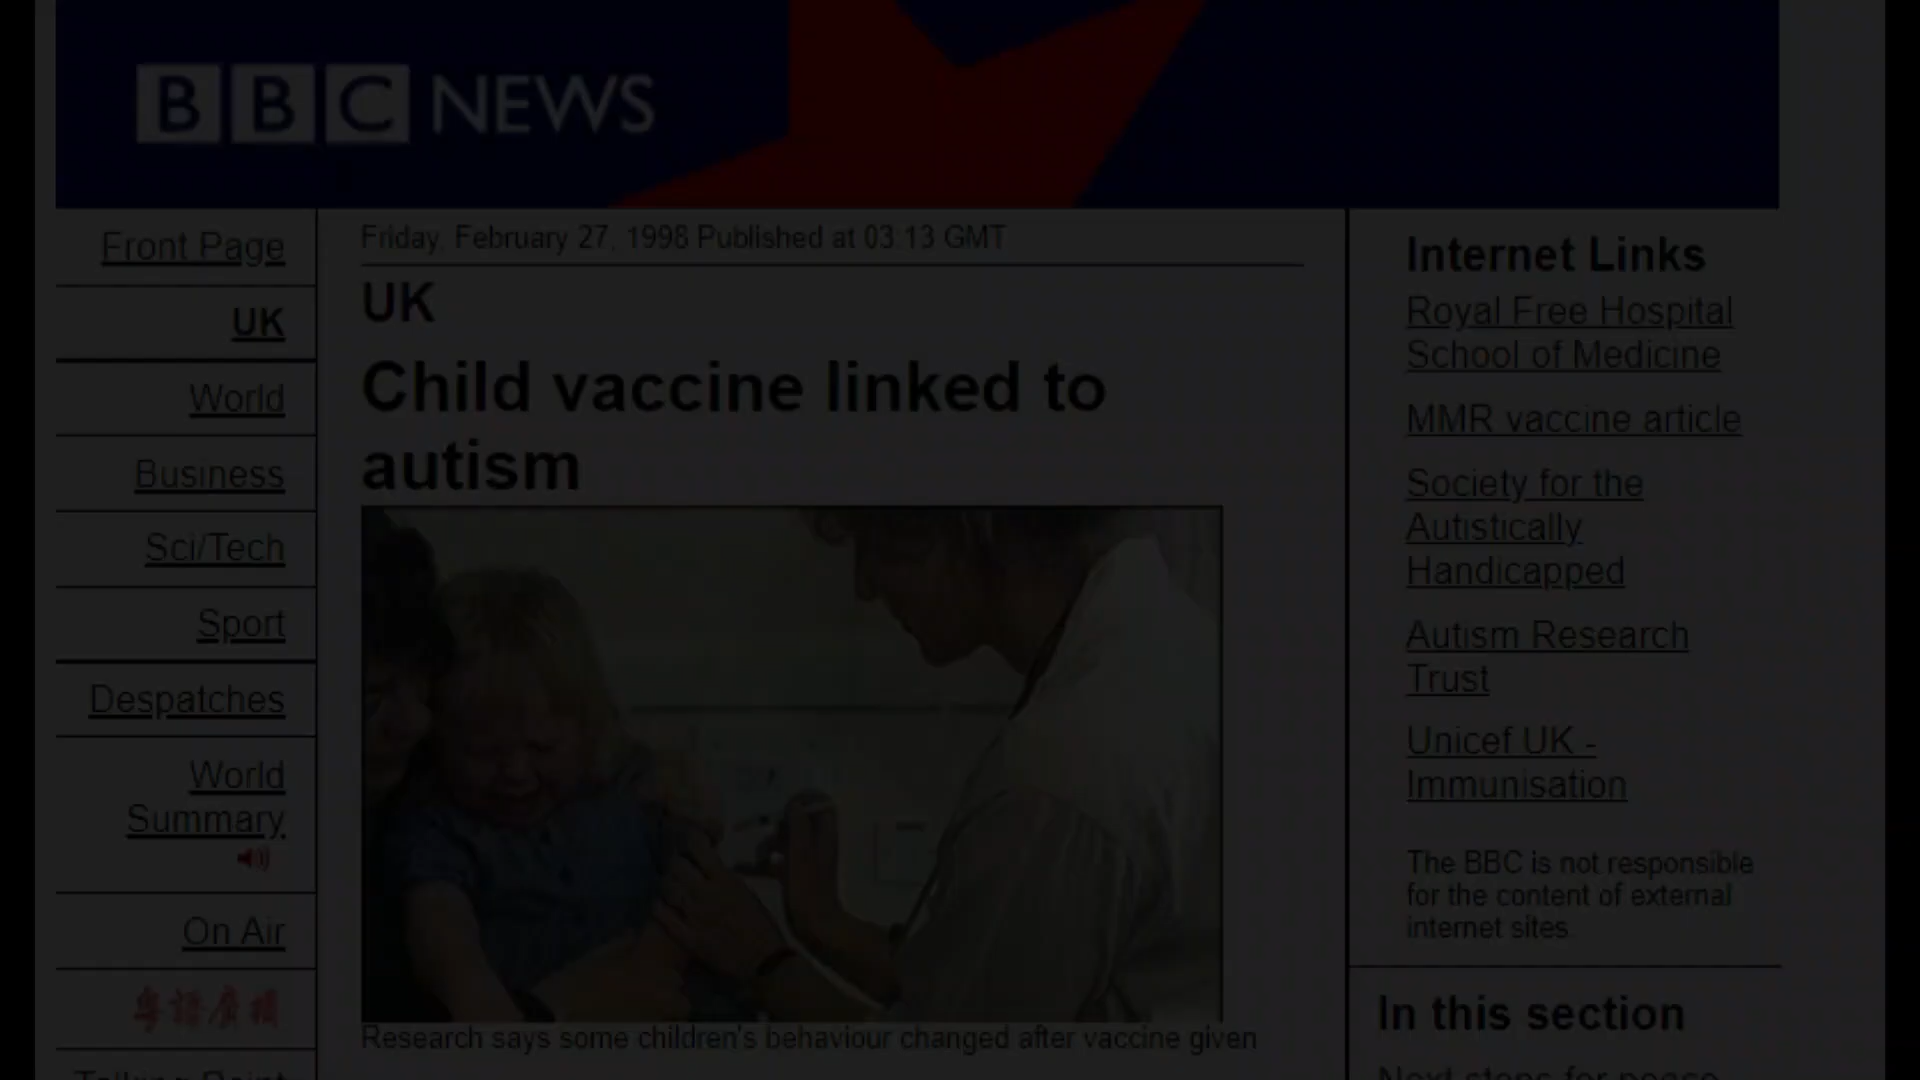 BBC NEWS
Front Page
UK
World
Business
Sci/Tech
Sport
Despatches
World
Summary
On Air
Friday, February 27, 1998 Published at 03:13 GMT
UK
Child vaccine linked to
autism
Research says some children's behaviour changed after vaccine given
Internet Links
Royal Free Hospital
School of Medicine
MMR vaccine article
Society for the
Autistically
Handicapped
Autism Research
Trust
Unicef UK -
Immunisation
The BBC is not responsible
for the content of external
internet sites.
In this section
Next steps for peace